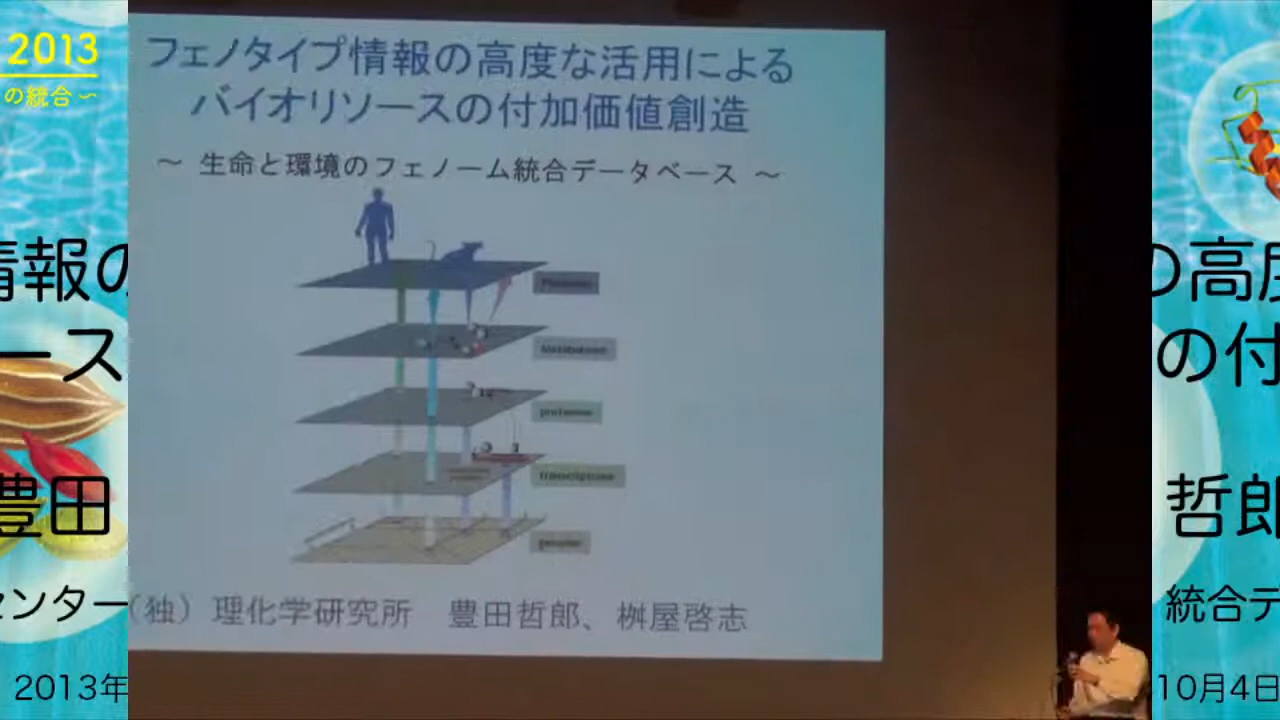 2013
の統合〜
フェノタイプ情報の高度な活用による
バイオリソースの付加価値創造
〜 生命と環境のフェノーム統合データベース 〜
情報の
の高度
ース
の付
Phenome
Metabolome
proteome
transcriptome
genome
豊田
哲郎
センター
統合デ
(独)理化学研究所 豊田哲郎、桝屋啓志
2013年
10月4日